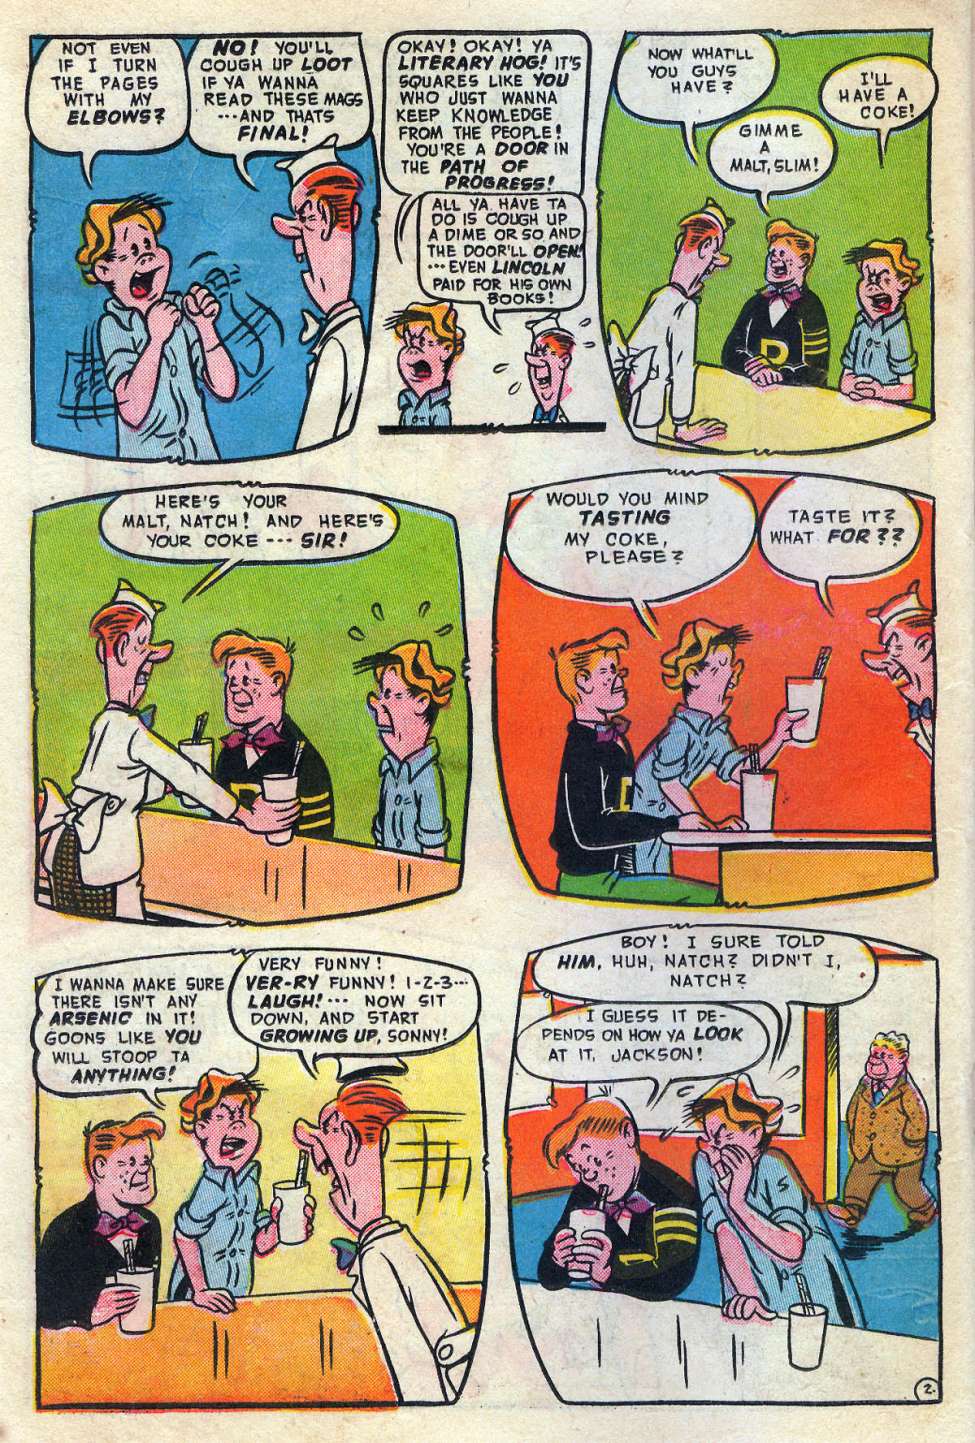 NOT EVEN
IF I TURN
THE PAGES
WITH MY
ELBOWS?
NO! YOU'LL
COUGH UP LOOT
IF YA WANNA
READ THESE MAGS
---AND THATS
FINAL!
OKAY! OKAY! YA
LITERARY HOG! IT'S
SQUARES LIKE YOU
WHO JUST WANNA
KEEP KNOWLEDGE
FROM THE PEOPLE!
YOU'RE A DOOR IN
THE PATH OF
PROGRESS!
ALL YA HAVE TA
DO IS COUGH UP
A DIME OR SO AND
THE DOOR'LL OPEN!
---EVEN LINCOLN
PAID FOR HIS OWN
BOOKS!
NOW WHAT'LL
YOU GUYS
HAVE?
GIMME
A
MALT, SLIM!
I'LL
HAVE A
COKE!
HERE'S YOUR
MALT, NATCH! AND HERE'S
YOUR COKE --- SIR!
WOULD YOU MIND
TASTING
MY COKE,
PLEASE?
TASTE IT?
WHAT FOR??
I WANNA MAKE SURE
THERE ISN'T ANY
ARSENIC IN IT!
GOONS LIKE YOU
WILL STOOP TA
ANYTHING!
VERY FUNNY!
VER-RY FUNNY! 1-2-3---
LAUGH!--- NOW SIT
DOWN, AND START
GROWING UP, SONNY!
BOY! I SURE TOLD
HIM, HUH, NATCH? DIDN'T I,
NATCH?
I GUESS IT DE-
PENDS ON HOW YA LOOK
AT IT, JACKSON!
2.